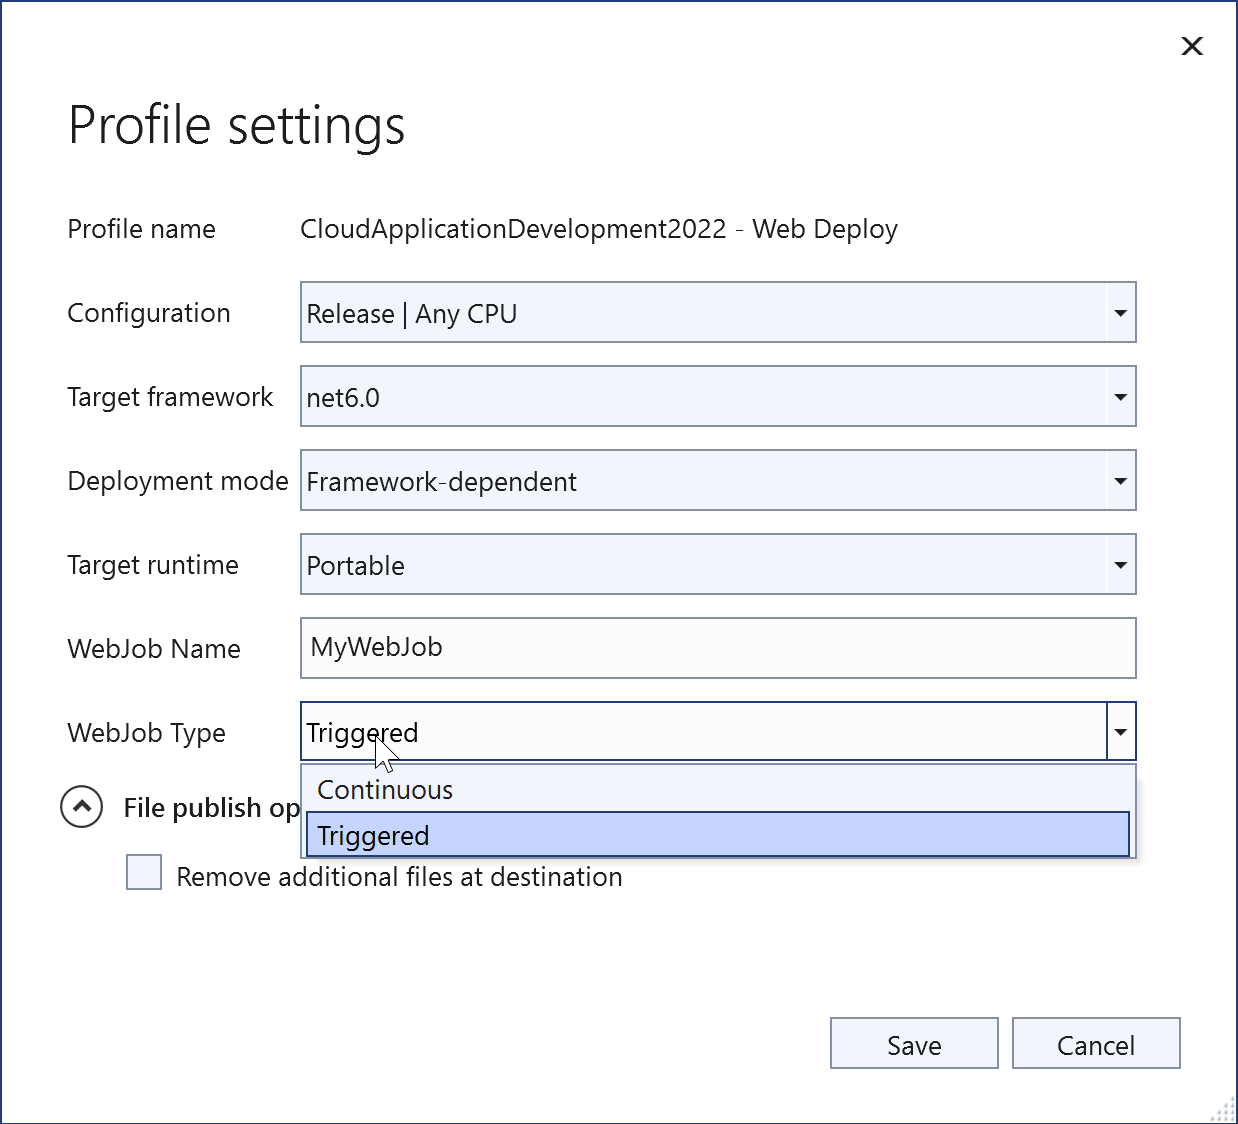 Profile settings
Profile name CloudApplicationDevelopment2022 - Web Deploy
Configuration Release | Any CPU
Target framework net6.0
Deployment mode Framework-dependent
Target runtime Portable
WebJob Name MyWebJob
WebJob Type Triggered
Continuous
File publish op
Triggered
Remove additional files at destination
Save Cancel